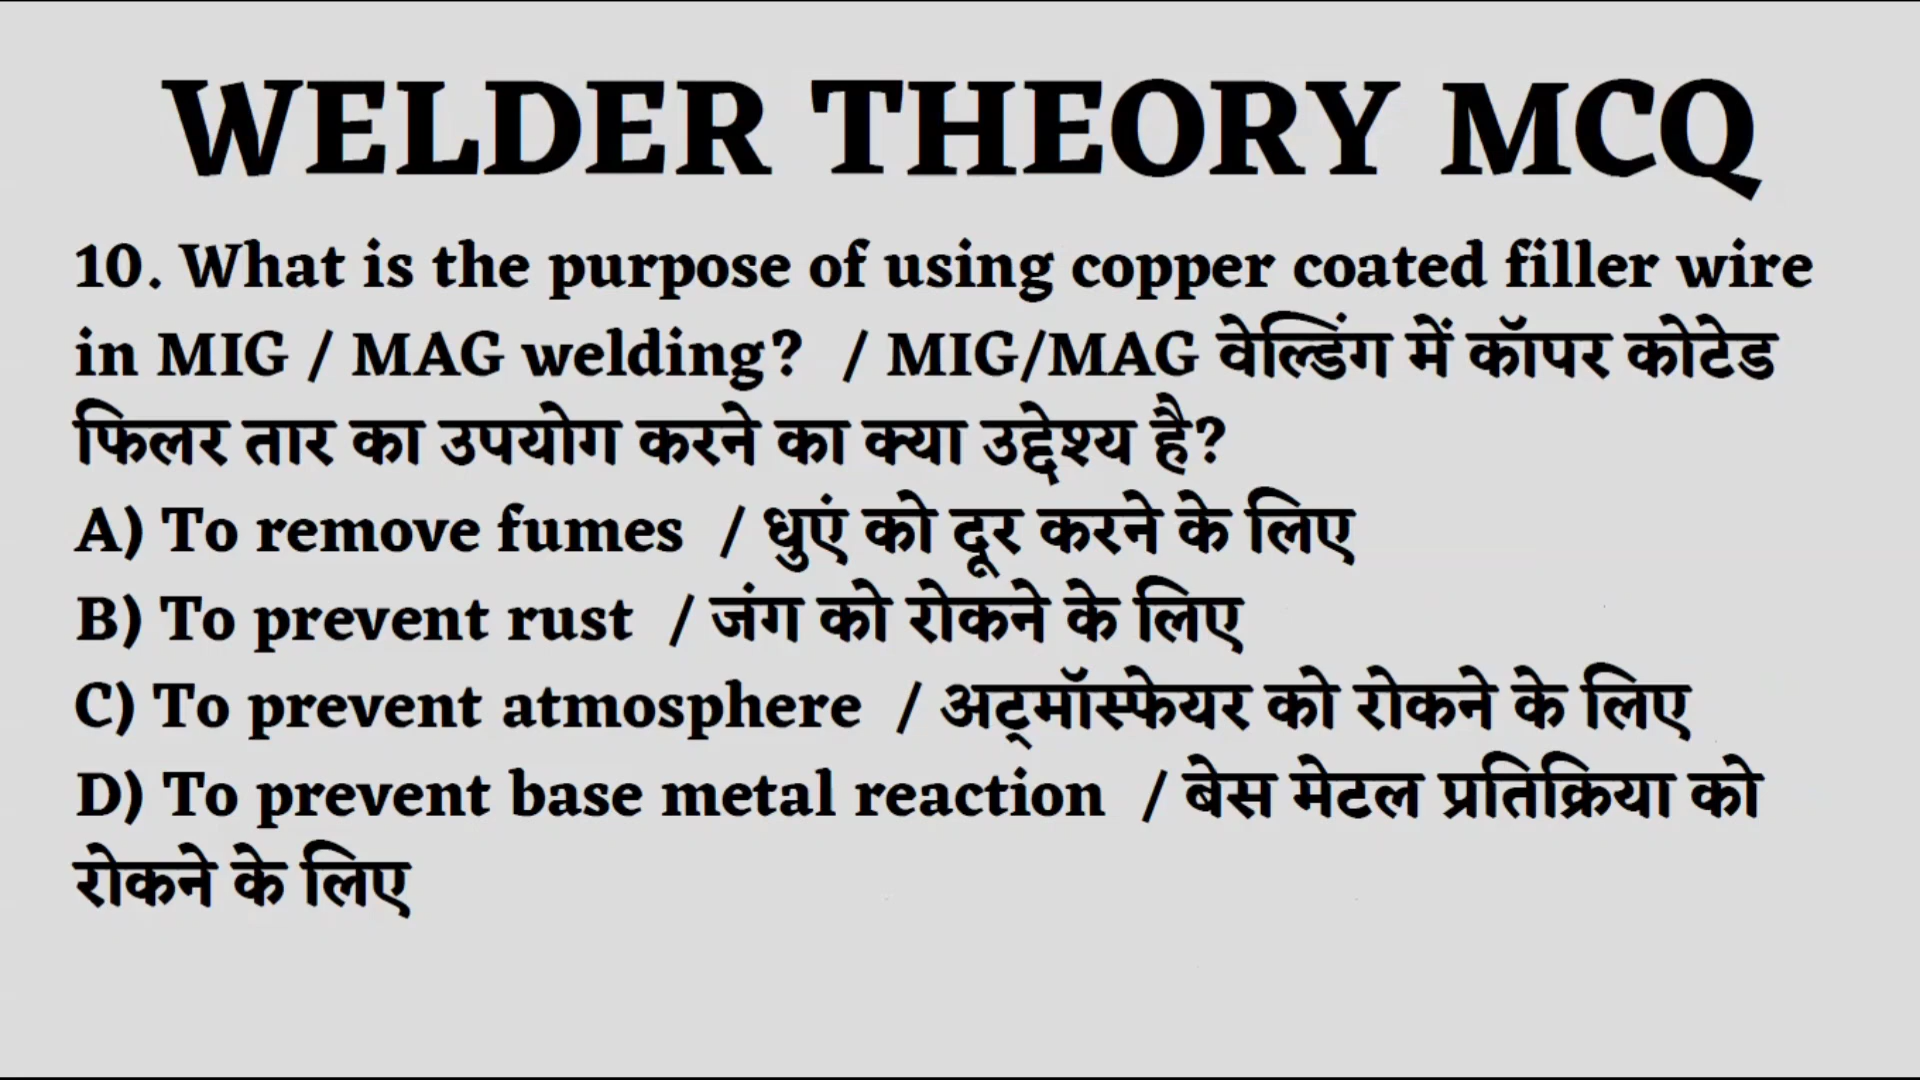 WELDER THEORY MCQ
10. What is the purpose of using copper coated filler wire
in MIG / MAG welding? / MIG/MAG वेल्डिंग में कॉपर कोटेड
फिलर तार का उपयोग करने का क्या उद्देश्य है?
A) To remove fumes / धुएं को दूर करने के लिए
B) To prevent rust / जंग को रोकने के लिए
C) To prevent atmosphere / अट्मॉस्फेयर को रोकने के लिए
D) To prevent base metal reaction / बेस मेटल प्रतिक्रिया को
रोकने के लिए